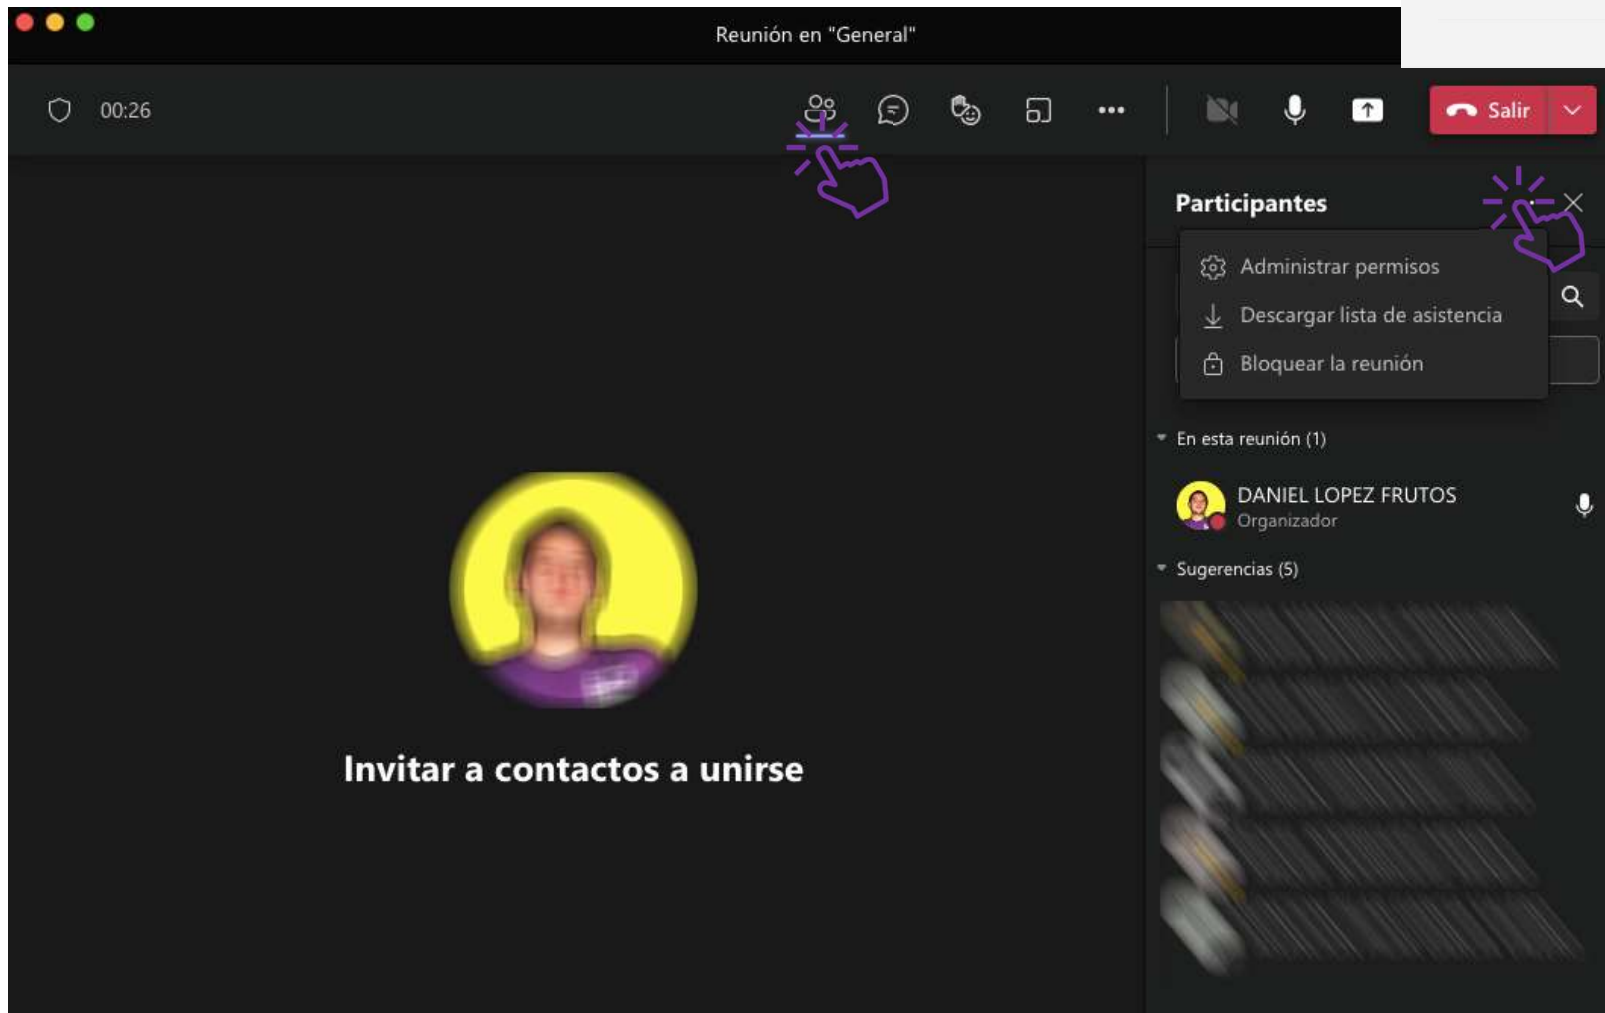 Reunión en "General"
00:26
Salir
Participantes
Administrar permisos
Descargar lista de asistencia
Bloquear la reunión
En esta reunión (1)
DANIEL LOPEZ FRUTOS
Organizador
Sugerencias (5)
Invitar a contactos a unirse